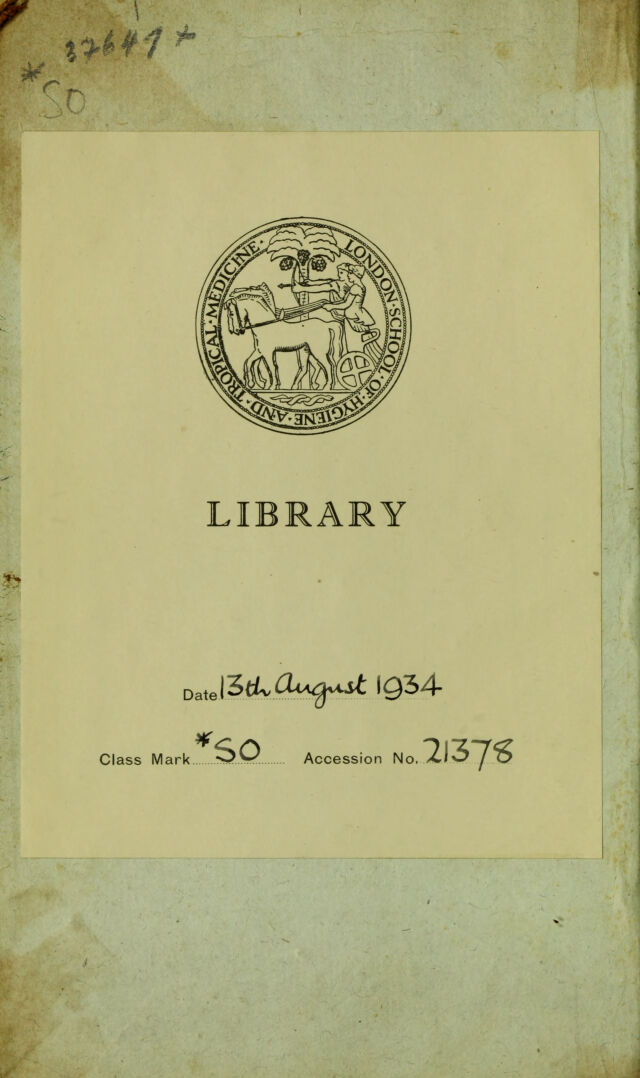 37647+
*
SO
LONDON·SCHOOL·OF·HYGIENE·AND·TROPICAL·MEDICINE·
LIBRARY
Date 13th August 1934
Class Mark *SO Accession No. 21378